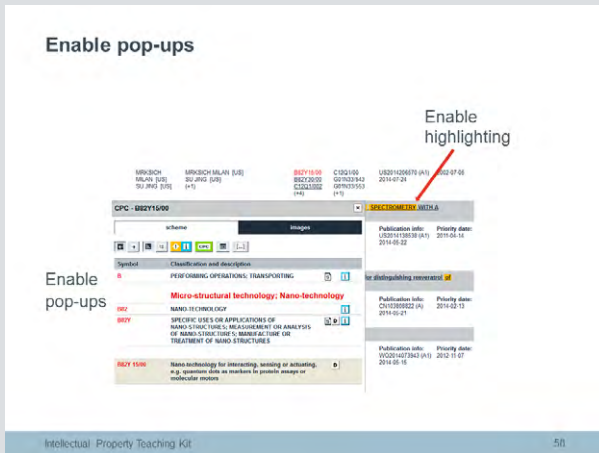 Enable pop-ups
Enable
highlighting
MRKSICH
MILAN [US]
SU JING [US]
MRKSICH MILAN [US]
SU JING [US]
(+1)
B82Y15/00
B82Y30/00
C12Q1/002
(+4)
C12Q1/00
G01N33/543
G01N33/553
(+1)
US2014206570 (A1)
2014-07-24
2002-07-05
CPC - B82Y15/00
SPECTROMETRY WITH A
scheme
images
Publication info:
US2014138538 (A1)
2014-05-22
Priority date:
2011-04-14
CPC
Symbol
Classification and description
B
PERFORMING OPERATIONS; TRANSPORTING
for distinguishing resveratrol of
Enable
pop-ups
Micro-structural technology; Nano-technology
B82
NANO-TECHNOLOGY
Publication info:
CN103808822 (A)
2014-05-21
Priority date:
2014-02-13
B82Y
SPECIFIC USES OR APPLICATIONS OF
NANO-STRUCTURES; MEASUREMENT OR ANALYSIS
OF NANO-STRUCTURES; MANUFACTURE OR
TREATMENT OF NANO-STRUCTURES
D
Publication info:
WO2014073943 (A1)
2014-05-15
Priority date:
2012-11-07
B82Y 15/00
Nano-technology for interacting, sensing or actuating,
e.g. quantum dots as markers in protein assays or
molecular motors
D
Intellectual Property Teaching Kit
50